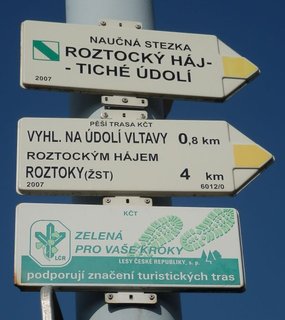 NAUČNÁ STEZKA
ROZTOCKÝ HÁJ-
- TICHÉ ÚDOLÍ
2007
PĚŠÍ TRASA KČT
VYHL. NA ÚDOLÍ VLTAVY 0,8 km
ROZTOCKÝM HÁJEM
ROZTOKY(ŽST) 4 km
2007 6012/0
KČT
ZELENÁ
PRO VAŠE KROKY
LČR
LESY ČESKÉ REPUBLIKY, s. p.
podporují značení turistických tras